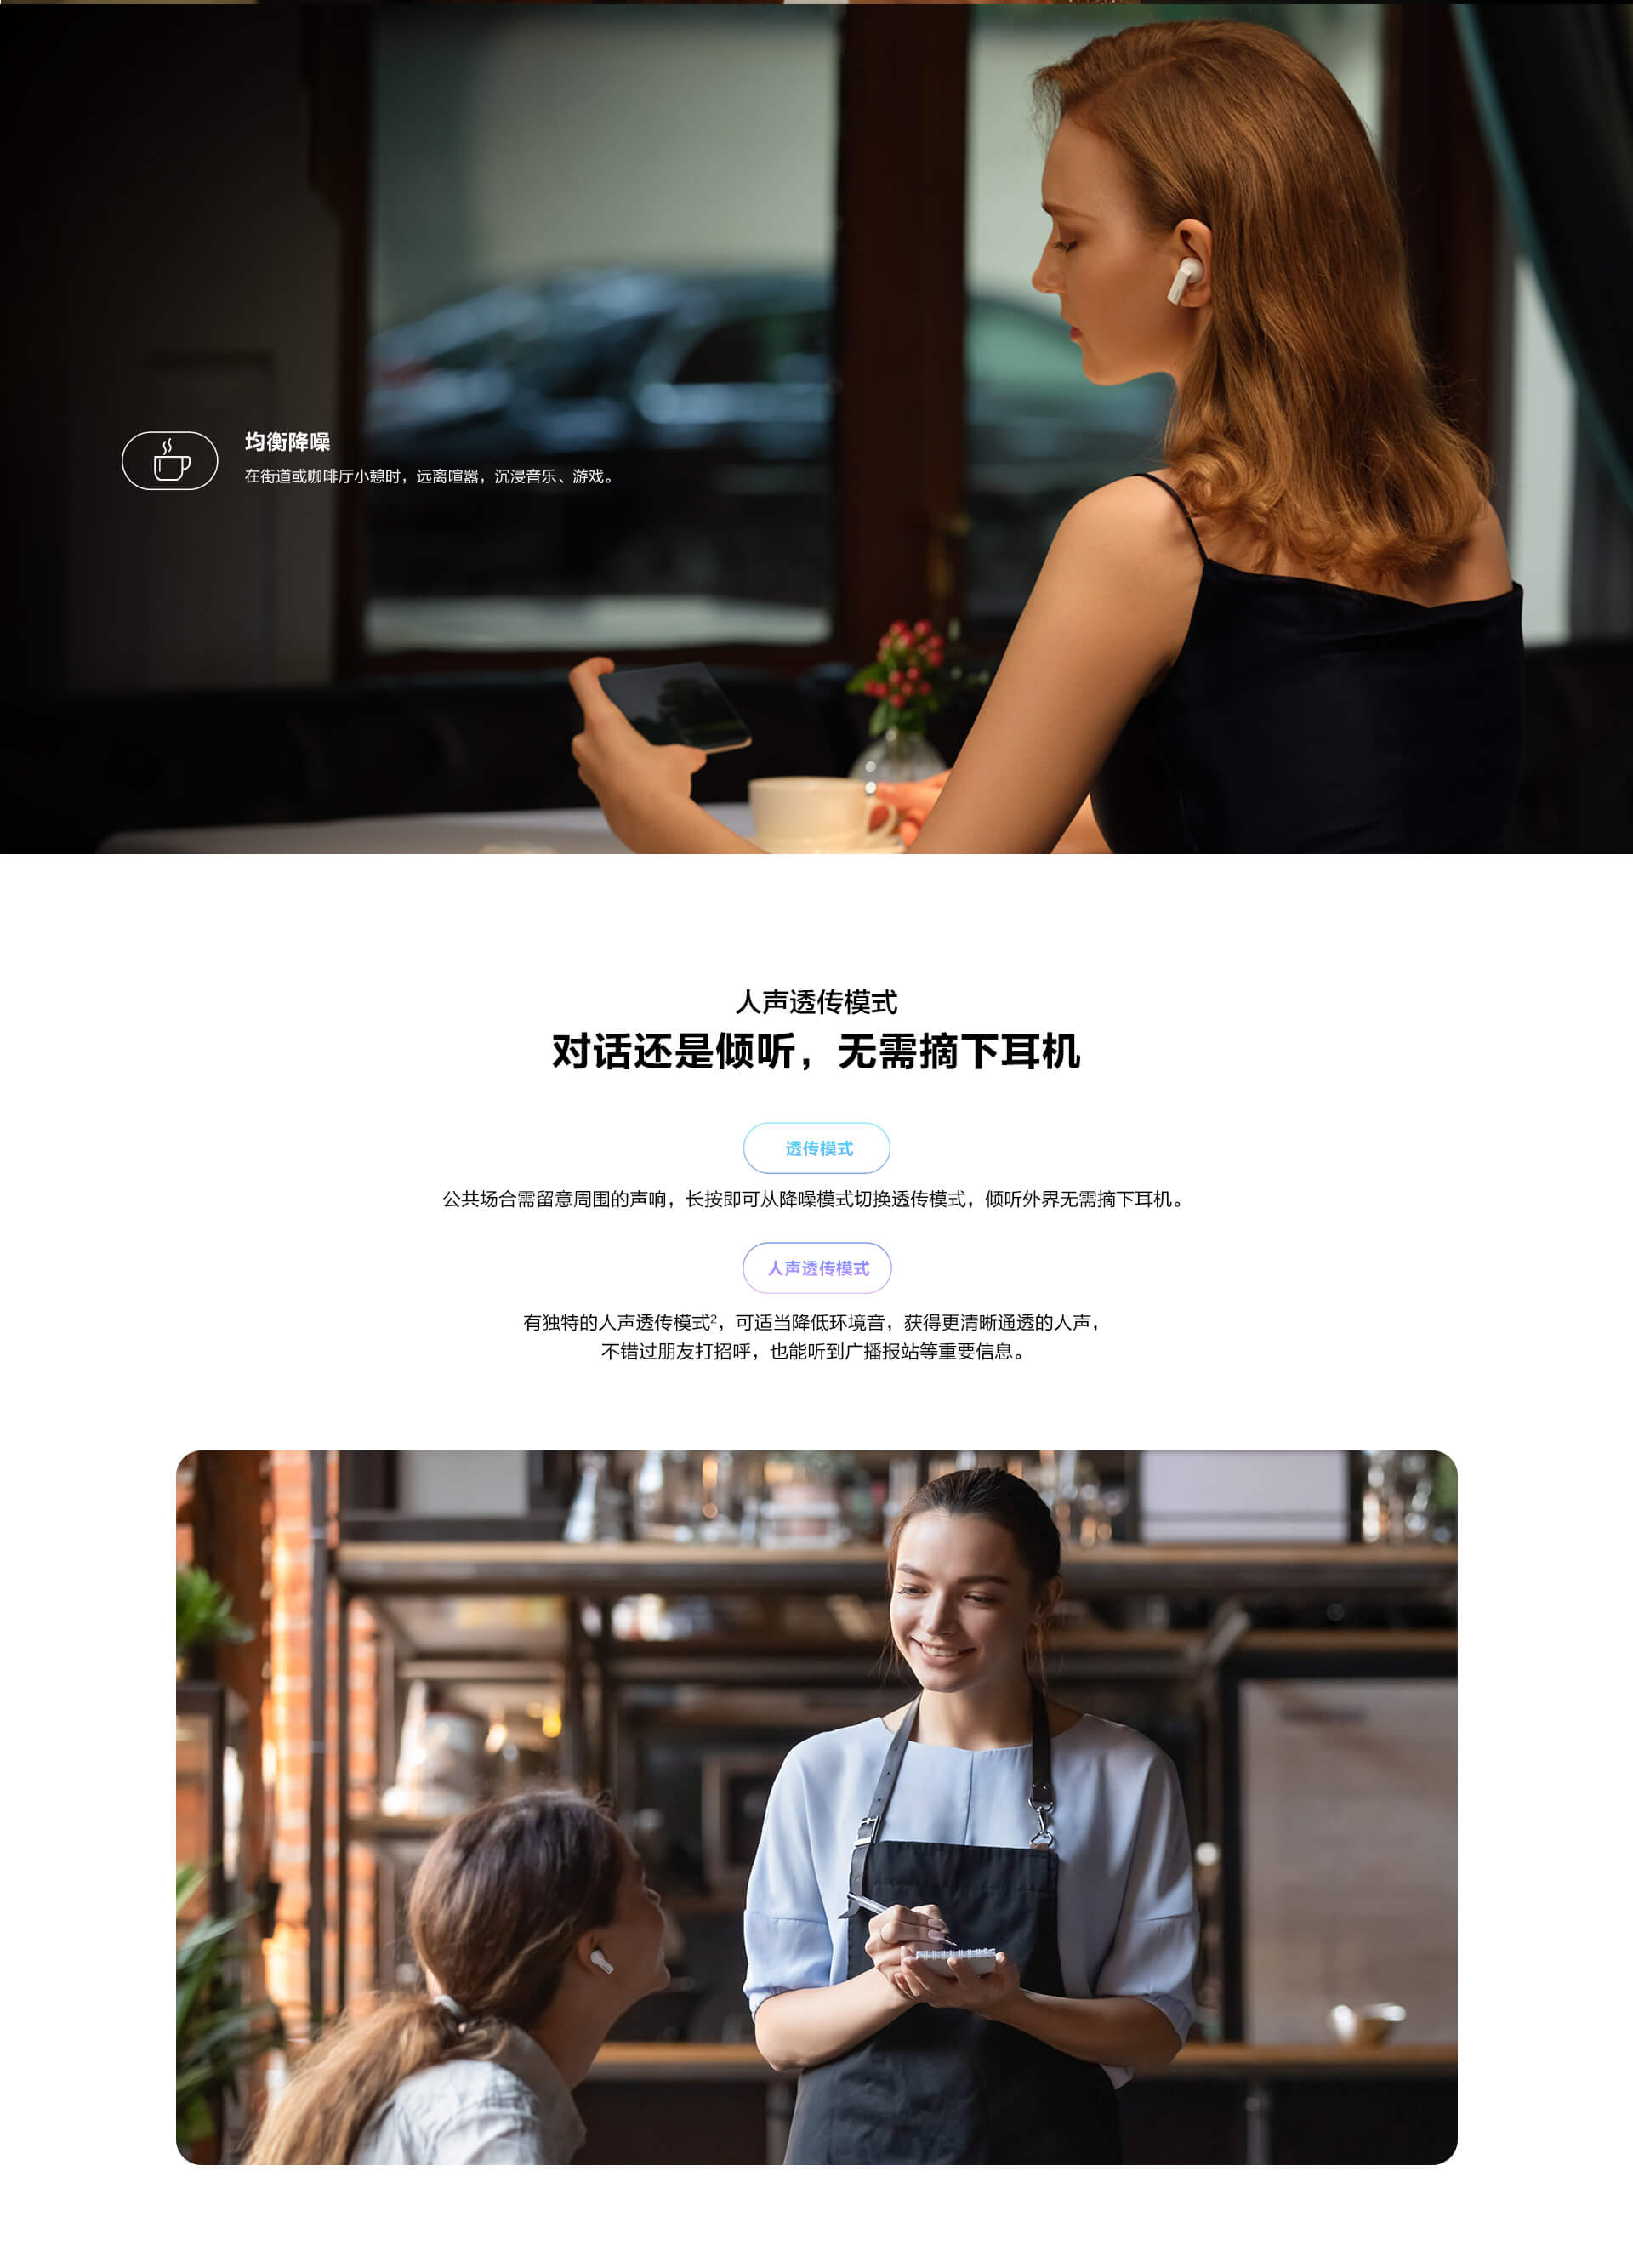 均衡降噪
在街道或咖啡厅小憩时，远离喧嚣，沉浸音乐、游戏。
人声透传模式
对话还是倾听，无需摘下耳机
透传模式
公共场合需留意周围的声响，长按即可从降噪模式切换透传模式，倾听外界无需摘下耳机。
人声透传模式
有独特的人声透传模式²，可适当降低环境音，获得更清晰通透的人声，
不错过朋友打招呼，也能听到广播报站等重要信息。